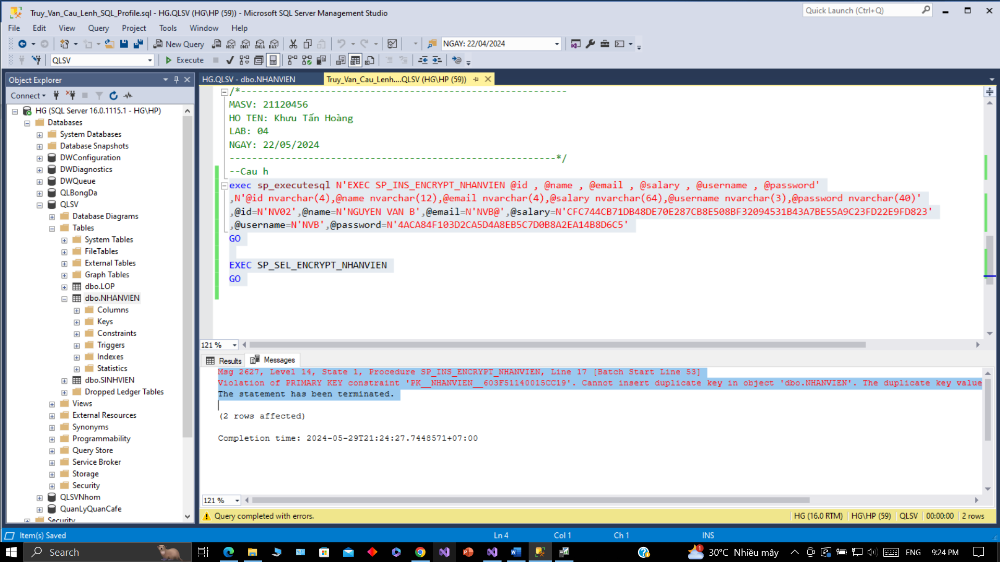 Truy_Van_Cau_Lenh_SQL_Profile.sql - HG.QLSV (HG\HP (59)) - Microsoft SQL Server Management Studio
Quick Launch (Ctrl+Q)
File Edit View Query Project Tools Window Help
New Query MDX DMX XMLA DAX NGAY: 22/04/2024
QLSV Execute
Object Explorer
Connect
HG (SQL Server 16.0.1115.1 - HG\HP)
Databases
System Databases
Database Snapshots
DWConfiguration
DWDiagnostics
DWQueue
QLBongDa
QLSV
Database Diagrams
Tables
System Tables
FileTables
External Tables
Graph Tables
dbo.LOP
dbo.NHANVIEN
Columns
Keys
Constraints
Triggers
Indexes
Statistics
dbo.SINHVIEN
Dropped Ledger Tables
Views
External Resources
Synonyms
Programmability
Query Store
Service Broker
Storage
Security
QLSVNhom
QuanLyQuanCafe
Security
HG.QLSV - dbo.NHANVIEN
Truy_Van_Cau_Lenh....QLSV (HG\HP (59))
/*----------------------------------------------------------
MASV: 21120456
HO TEN: Khưu Tấn Hoàng
LAB: 04
NGAY: 22/05/2024
----------------------------------------------------------*/
--Cau h
exec sp_executesql N'EXEC SP_INS_ENCRYPT_NHANVIEN @id , @name , @email , @salary , @username , @password'
,N'@id nvarchar(4),@name nvarchar(12),@email nvarchar(4),@salary nvarchar(64),@username nvarchar(3),@password nvarchar(40)'
,@id=N'NV02',@name=N'NGUYEN VAN B',@email=N'NVB@',@salary=N'CFC744CB71DB48DE70E287CB8E508BF32094531B43A7BE55A9C23FD22E9FD823'
,@username=N'NVB',@password=N'4ACA84F103D2CA5D4A8EB5C7D0B8A2EA14B8D6C5'
GO
EXEC SP_SEL_ENCRYPT_NHANVIEN
GO
121 %
Results Messages
Msg 2627, Level 14, State 1, Procedure SP_INS_ENCRYPT_NHANVIEN, Line 17 [Batch Start Line 53]
Violation of PRIMARY KEY constraint 'PK__NHANVIEN__603F51140015CC19'. Cannot insert duplicate key in object 'dbo.NHANVIEN'. The duplicate key value
The statement has been terminated.
(2 rows affected)
Completion time: 2024-05-29T21:24:27.7448571+07:00
121 %
Query completed with errors.
HG (16.0 RTM) HG\HP (59) QLSV 00:00:00 2 rows
Item(s) Saved Ln 4 Col 1 Ch 1 INS
Search 1 30°C Nhiều mây ENG 9:24 PM